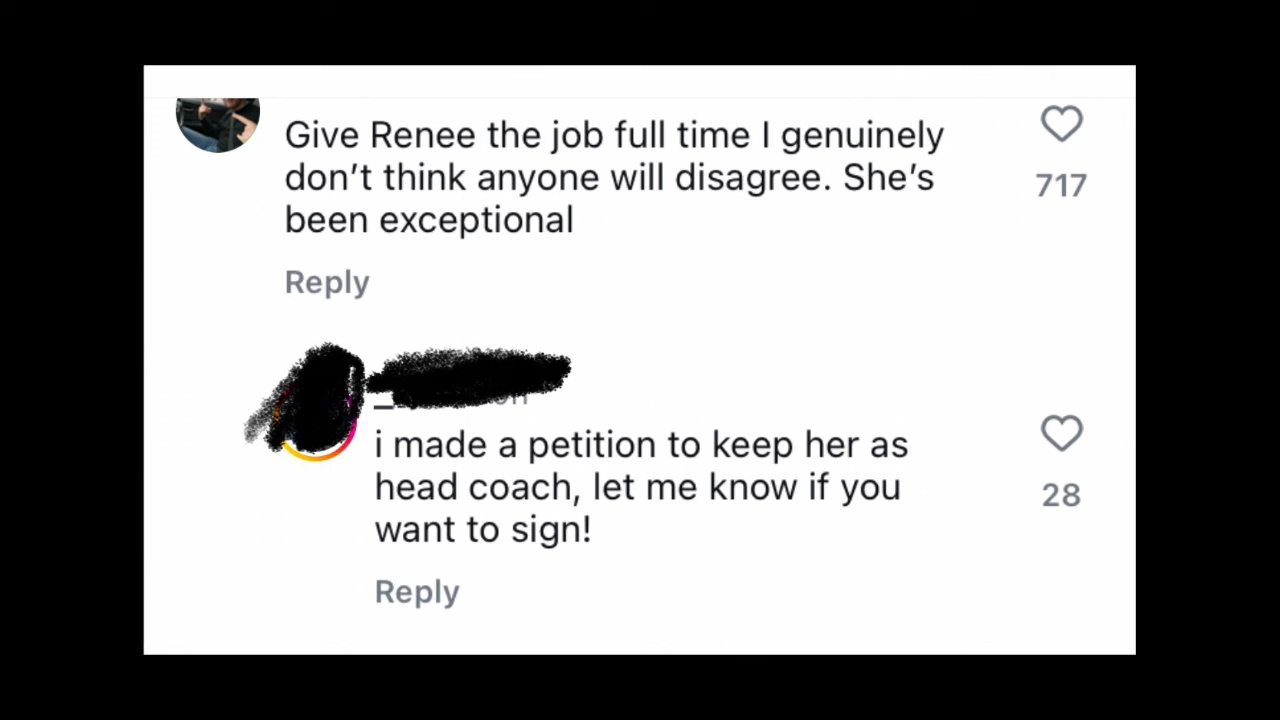 Give Renee the job full time I genuinely
don’t think anyone will disagree. She’s
been exceptional
717
Reply
i made a petition to keep her as
head coach, let me know if you
want to sign!
28
Reply